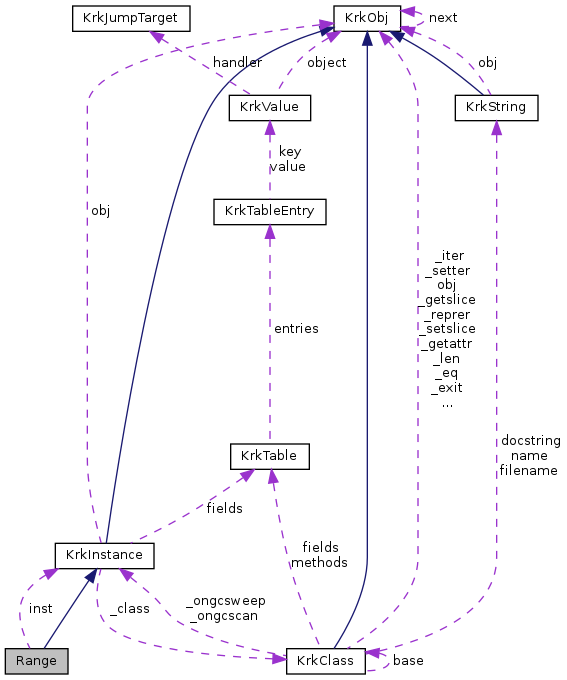 KrkJumpTarget
KrkObj
next
handler
object
obj
KrkValue
KrkString
key
value
obj
KrkTableEntry
_iter
_setter
obj
_getslice
_reprer
_setslice
_getattr
_len
_eq
_exit
...
entries
docstring
name
filename
KrkTable
fields
KrkInstance
fields
methods
inst
_class
_ongcsweep
_ongcscan
Range
KrkClass
base